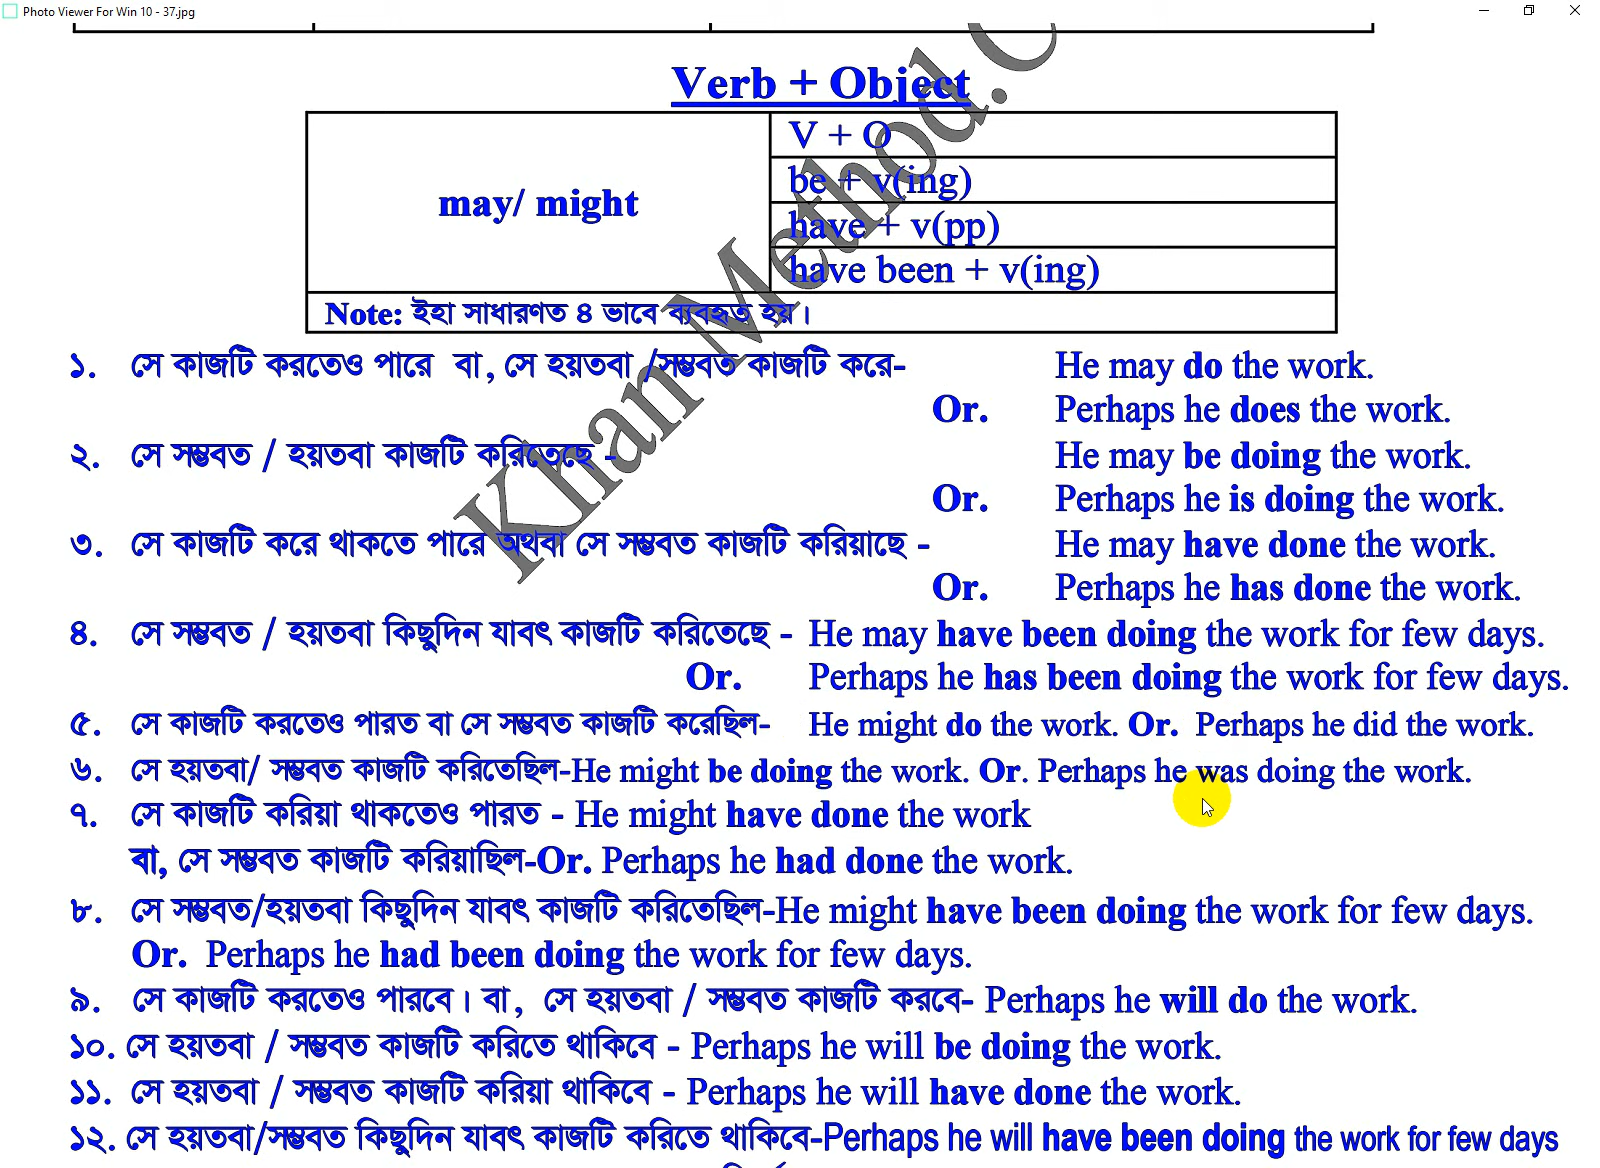 Photo Viewer For Win 10 - 37.jpg
Verb + Object
may/ might
V + O
be + v(ing)
have + v(pp)
have been + v(ing)
Note: ইহা সাধারণত ৪ ভাবে ব্যবহৃত হয়।
Khan Method.C
১. সে কাজটি করতেও পারে বা, সে হয়তবা /সম্ভবত কাজটি করে- He may do the work.
Or. Perhaps he does the work.
২. সে সম্ভবত / হয়তবা কাজটি করিতেছে - He may be doing the work.
Or. Perhaps he is doing the work.
৩. সে কাজটি করে থাকতে পারে অথবা সে সম্ভবত কাজটি করিয়াছে - He may have done the work.
Or. Perhaps he has done the work.
৪. সে সম্ভবত / হয়তবা কিছুদিন যাবৎ কাজটি করিতেছে - He may have been doing the work for few days.
Or. Perhaps he has been doing the work for few days.
৫. সে কাজটি করতেও পারত বা সে সম্ভবত কাজটি করেছিল- He might do the work. Or. Perhaps he did the work.
৬. সে হয়তবা/ সম্ভবত কাজটি করিতেছিল-He might be doing the work. Or. Perhaps he was doing the work.
৭. সে কাজটি করিয়া থাকতেও পারত - He might have done the work
বা, সে সম্ভবত কাজটি করিয়াছিল-Or. Perhaps he had done the work.
৮. সে সম্ভবত/হয়তবা কিছুদিন যাবৎ কাজটি করিতেছিল-He might have been doing the work for few days.
Or. Perhaps he had been doing the work for few days.
৯. সে কাজটি করতেও পারবে। বা, সে হয়তবা / সম্ভবত কাজটি করবে- Perhaps he will do the work.
১০. সে হয়তবা / সম্ভবত কাজটি করিতে থাকিবে - Perhaps he will be doing the work.
১১. সে হয়তবা / সম্ভবত কাজটি করিয়া থাকিবে - Perhaps he will have done the work.
১২. সে হয়তবা/সম্ভবত কিছুদিন যাবৎ কাজটি করিতে থাকিবে-Perhaps he will have been doing the work for few days